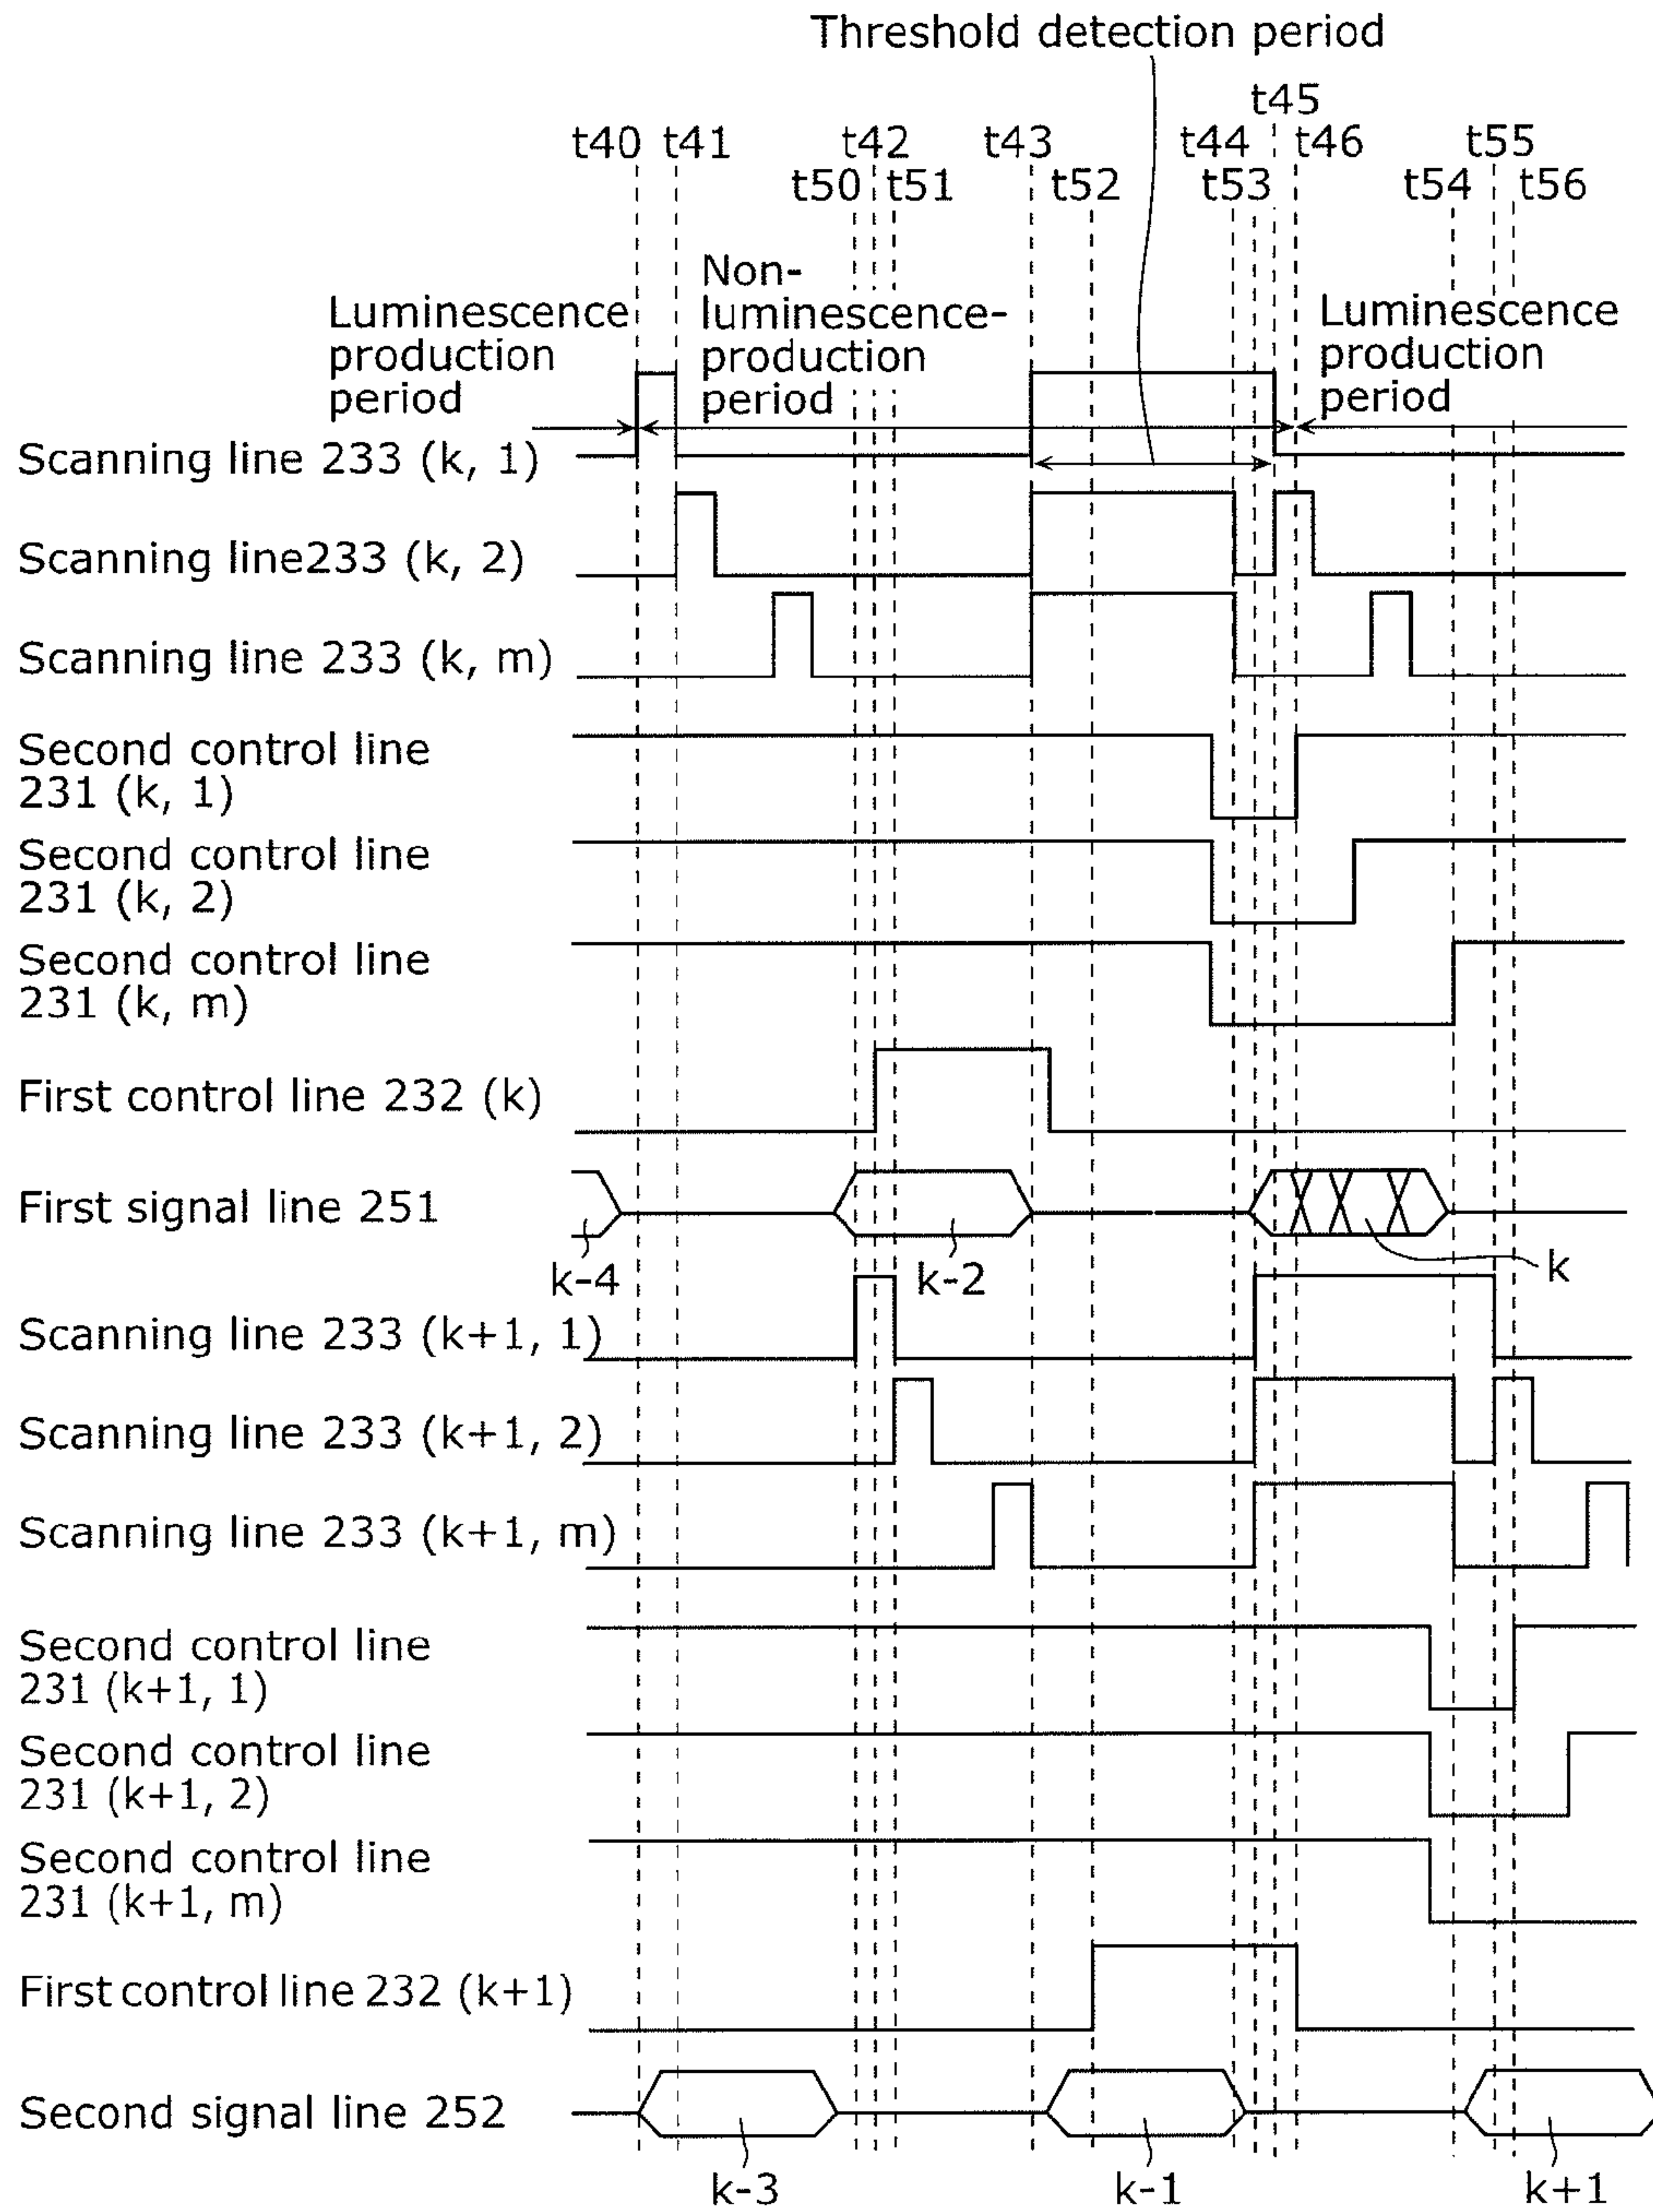 Threshold detection period
t45
t40 t41 t42 t43 t44 t46 t55
t50 t51 t52 t53 t54 t56
Luminescence
production
period
Non-
luminescence-
production
period
Luminescence
production
period
Scanning line 233 (k, 1)
Scanning line233 (k, 2)
Scanning line 233 (k, m)
Second control line
231 (k, 1)
Second control line
231 (k, 2)
Second control line
231 (k, m)
First control line 232 (k)
First signal line 251
k-4
k-2
k
Scanning line 233 (k+1, 1)
Scanning line 233 (k+1, 2)
Scanning line 233 (k+1, m)
Second control line
231 (k+1, 1)
Second control line
231 (k+1, 2)
Second control line
231 (k+1, m)
First control line 232 (k+1)
Second signal line 252
k-3
k-1
k+1